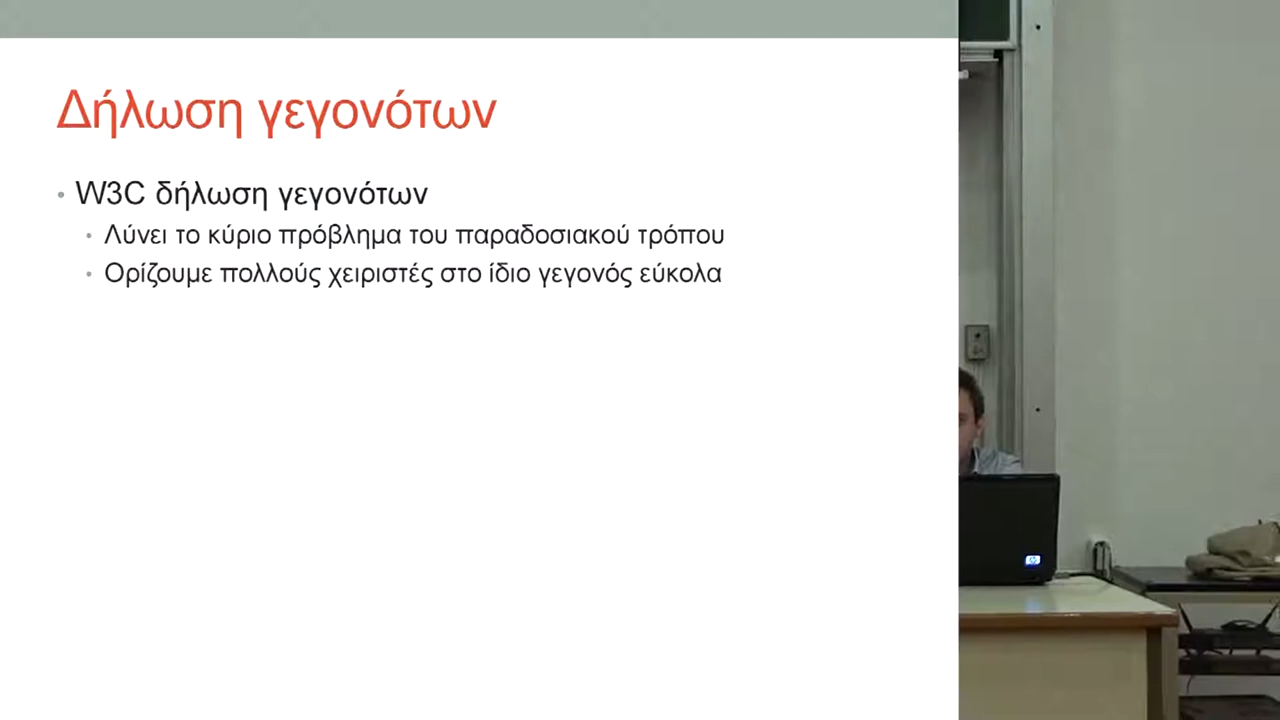 Δήλωση γεγονότων
W3C δήλωση γεγονότων
Λύνει το κύριο πρόβλημα του παραδοσιακού τρόπου
Ορίζουμε πολλούς χειριστές στο ίδιο γεγονός εύκολα